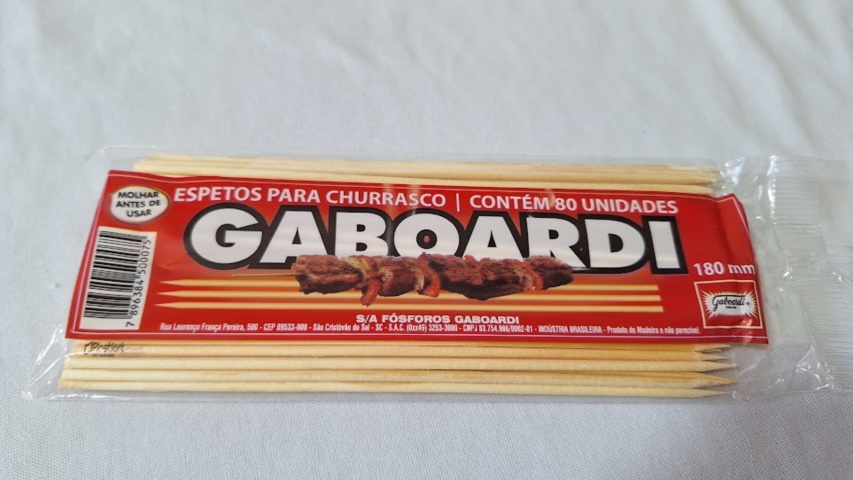 MOLHAR
ANTES DE
USAR
ESPETOS PARA CHURRASCO | CONTÉM 80 UNIDADES
GABOARDI
180 mm
7 896384 500075
Gaboardi
S/A FÓSFOROS GABOARDI
Rua Lourenço França Pereira, 500 - CEP 89533-000 - São Cristóvão do Sul - SC - S.A.C. (0xx49) 3253-3000 - CNPJ 83.754.986/0002-01 - INDÚSTRIA BRASILEIRA - Produto de Madeira e não perecível